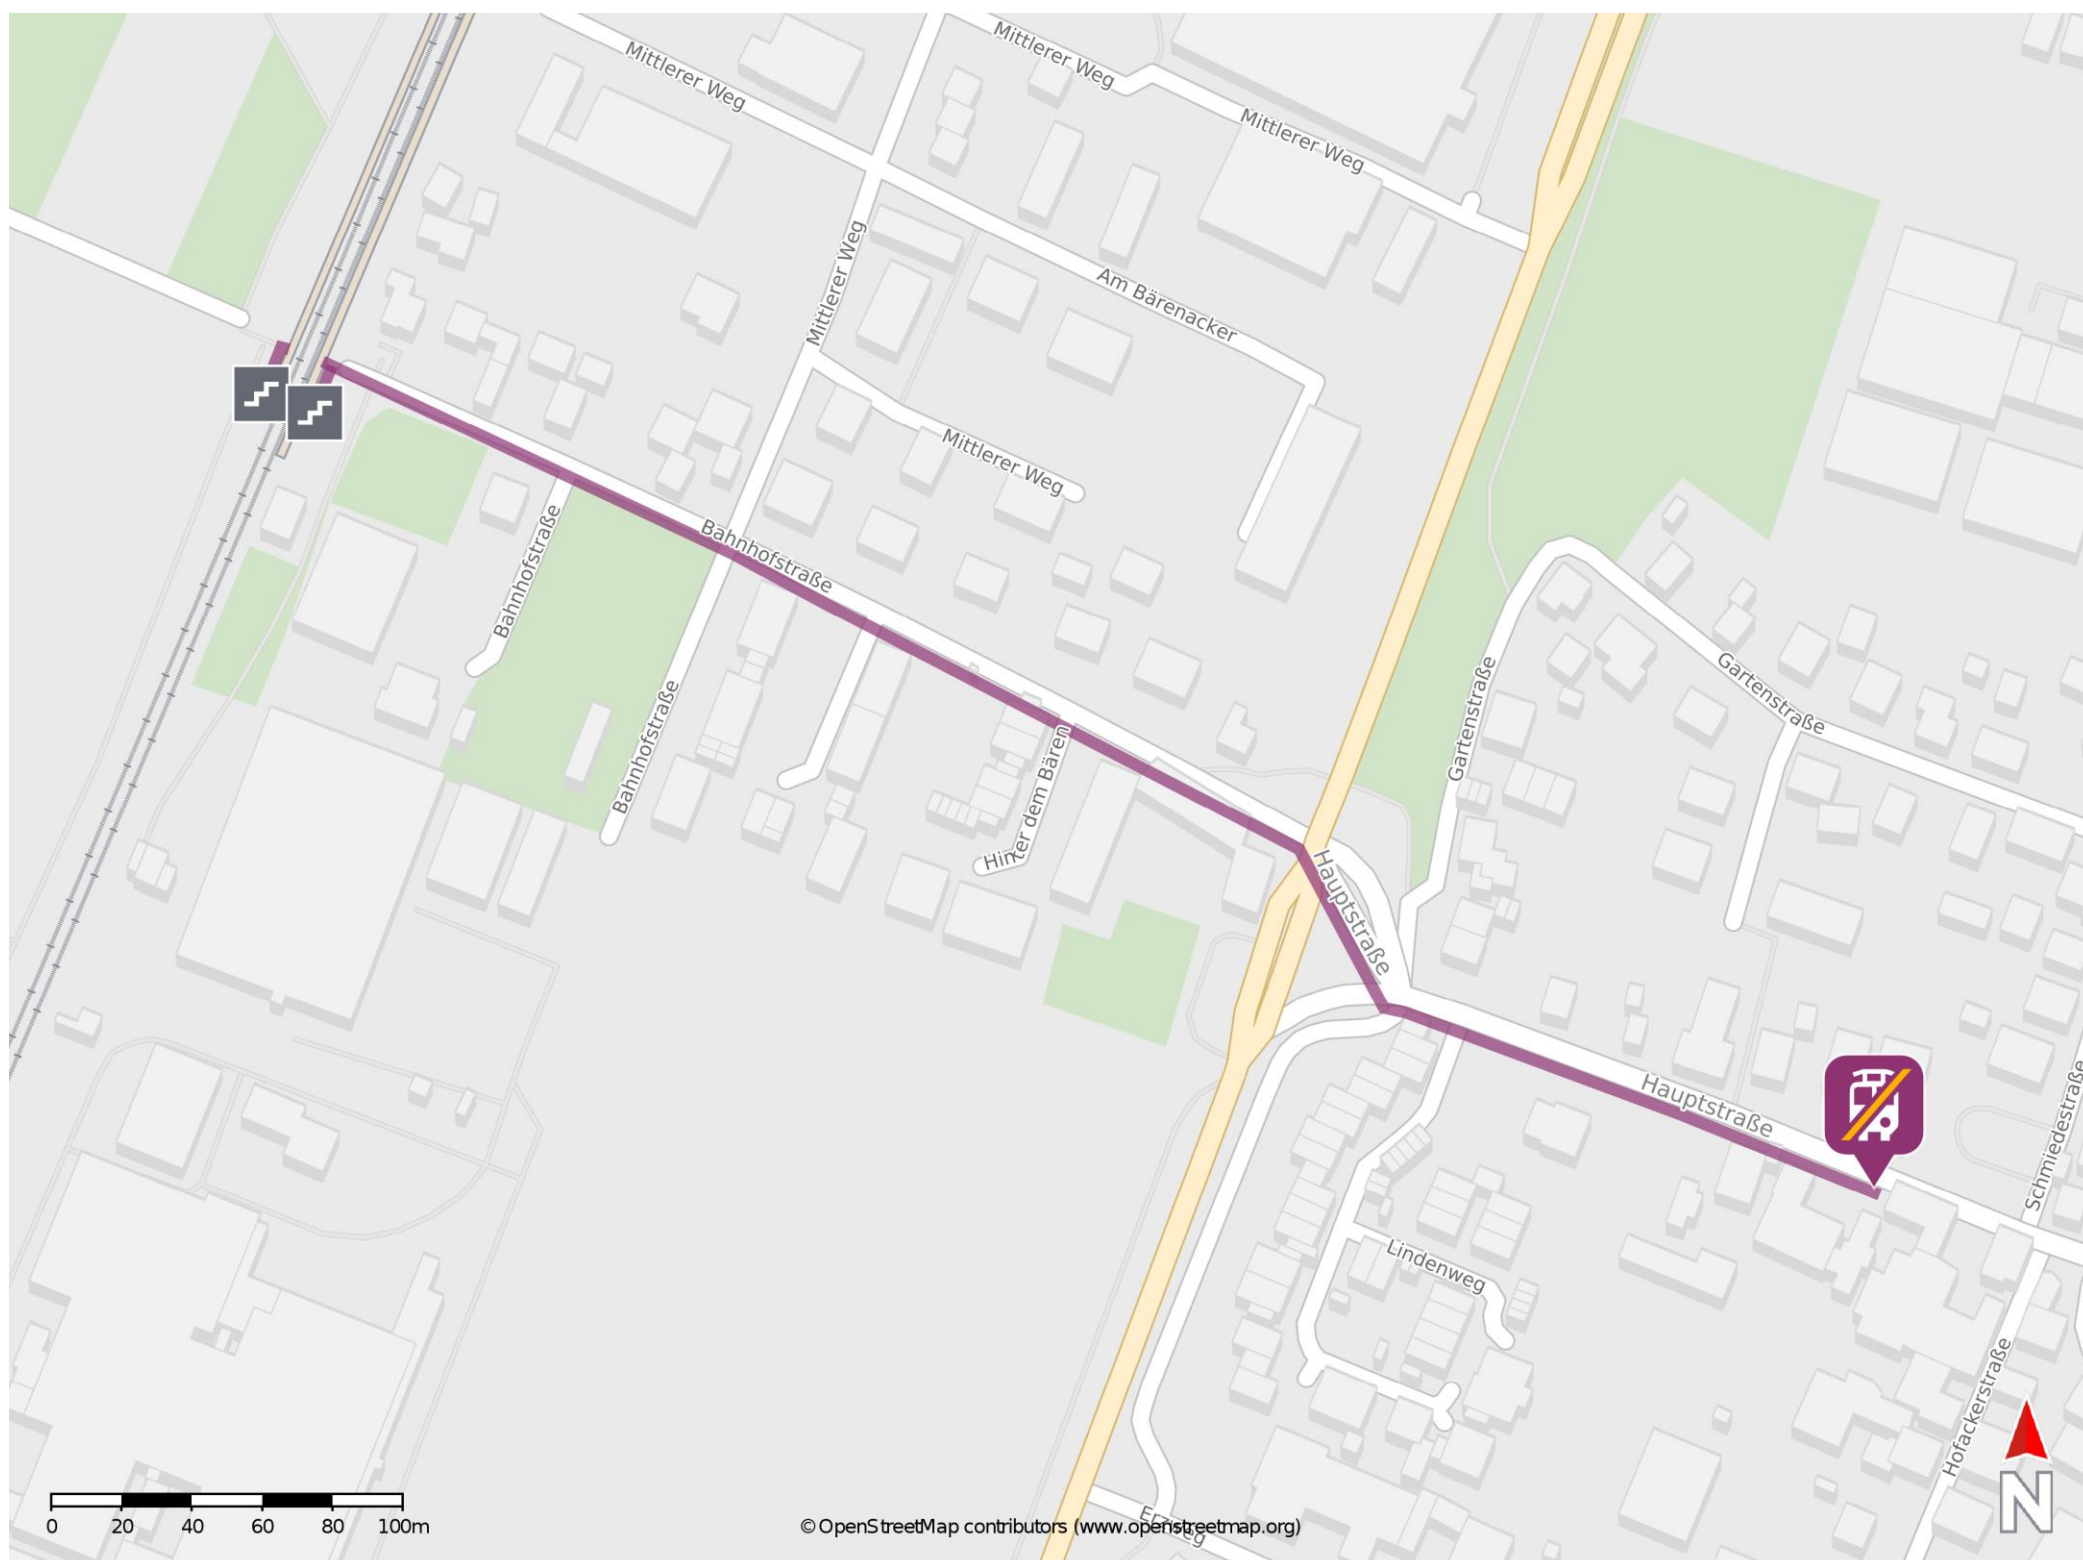 Mittlerer Weg
Mittlerer Weg
Mittlerer Weg
Mittlerer Weg
Am Bärenacker
Mittlerer Weg
Bahnhofstraße
Bahnhofstraße
Bahnhofstraße
Hinter dem Bären
Gartenstraße
Gartenstraße
Hauptstraße
Hauptstraße
Schmiedestraße
Lindenweg
Hofackerstraße
Erzweg
0 20 40 60 80 100m
© OpenStreetMap contributors (www.openstreetmap.org)
N